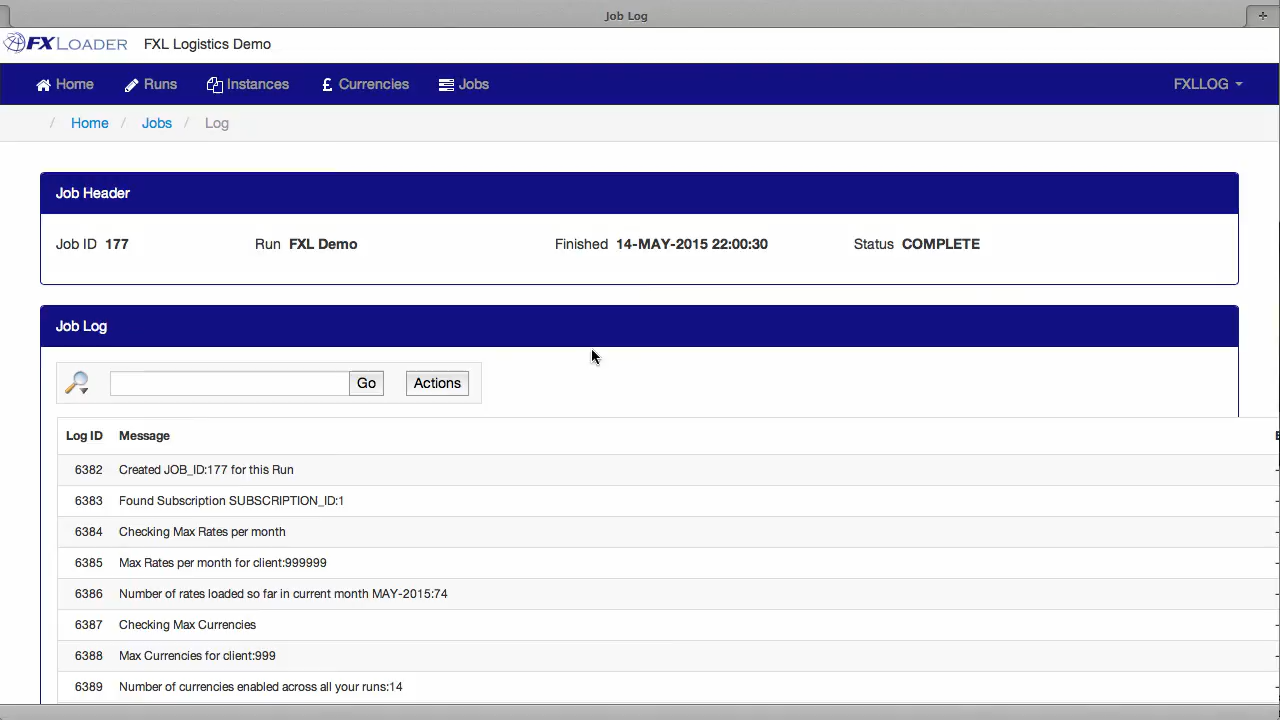 Job Log
FXLOADER FXL Logistics Demo
Home Runs Instances £ Currencies Jobs FXLLOG
/ Home / Jobs / Log
Job Header
Job ID 177 Run FXL Demo Finished 14-MAY-2015 22:00:30 Status COMPLETE
Job Log
Go Actions
Log ID Message
6382 Created JOB_ID:177 for this Run
6383 Found Subscription SUBSCRIPTION_ID:1
6384 Checking Max Rates per month
6385 Max Rates per month for client:999999
6386 Number of rates loaded so far in current month MAY-2015:74
6387 Checking Max Currencies
6388 Max Currencies for client:999
6389 Number of currencies enabled across all your runs:14